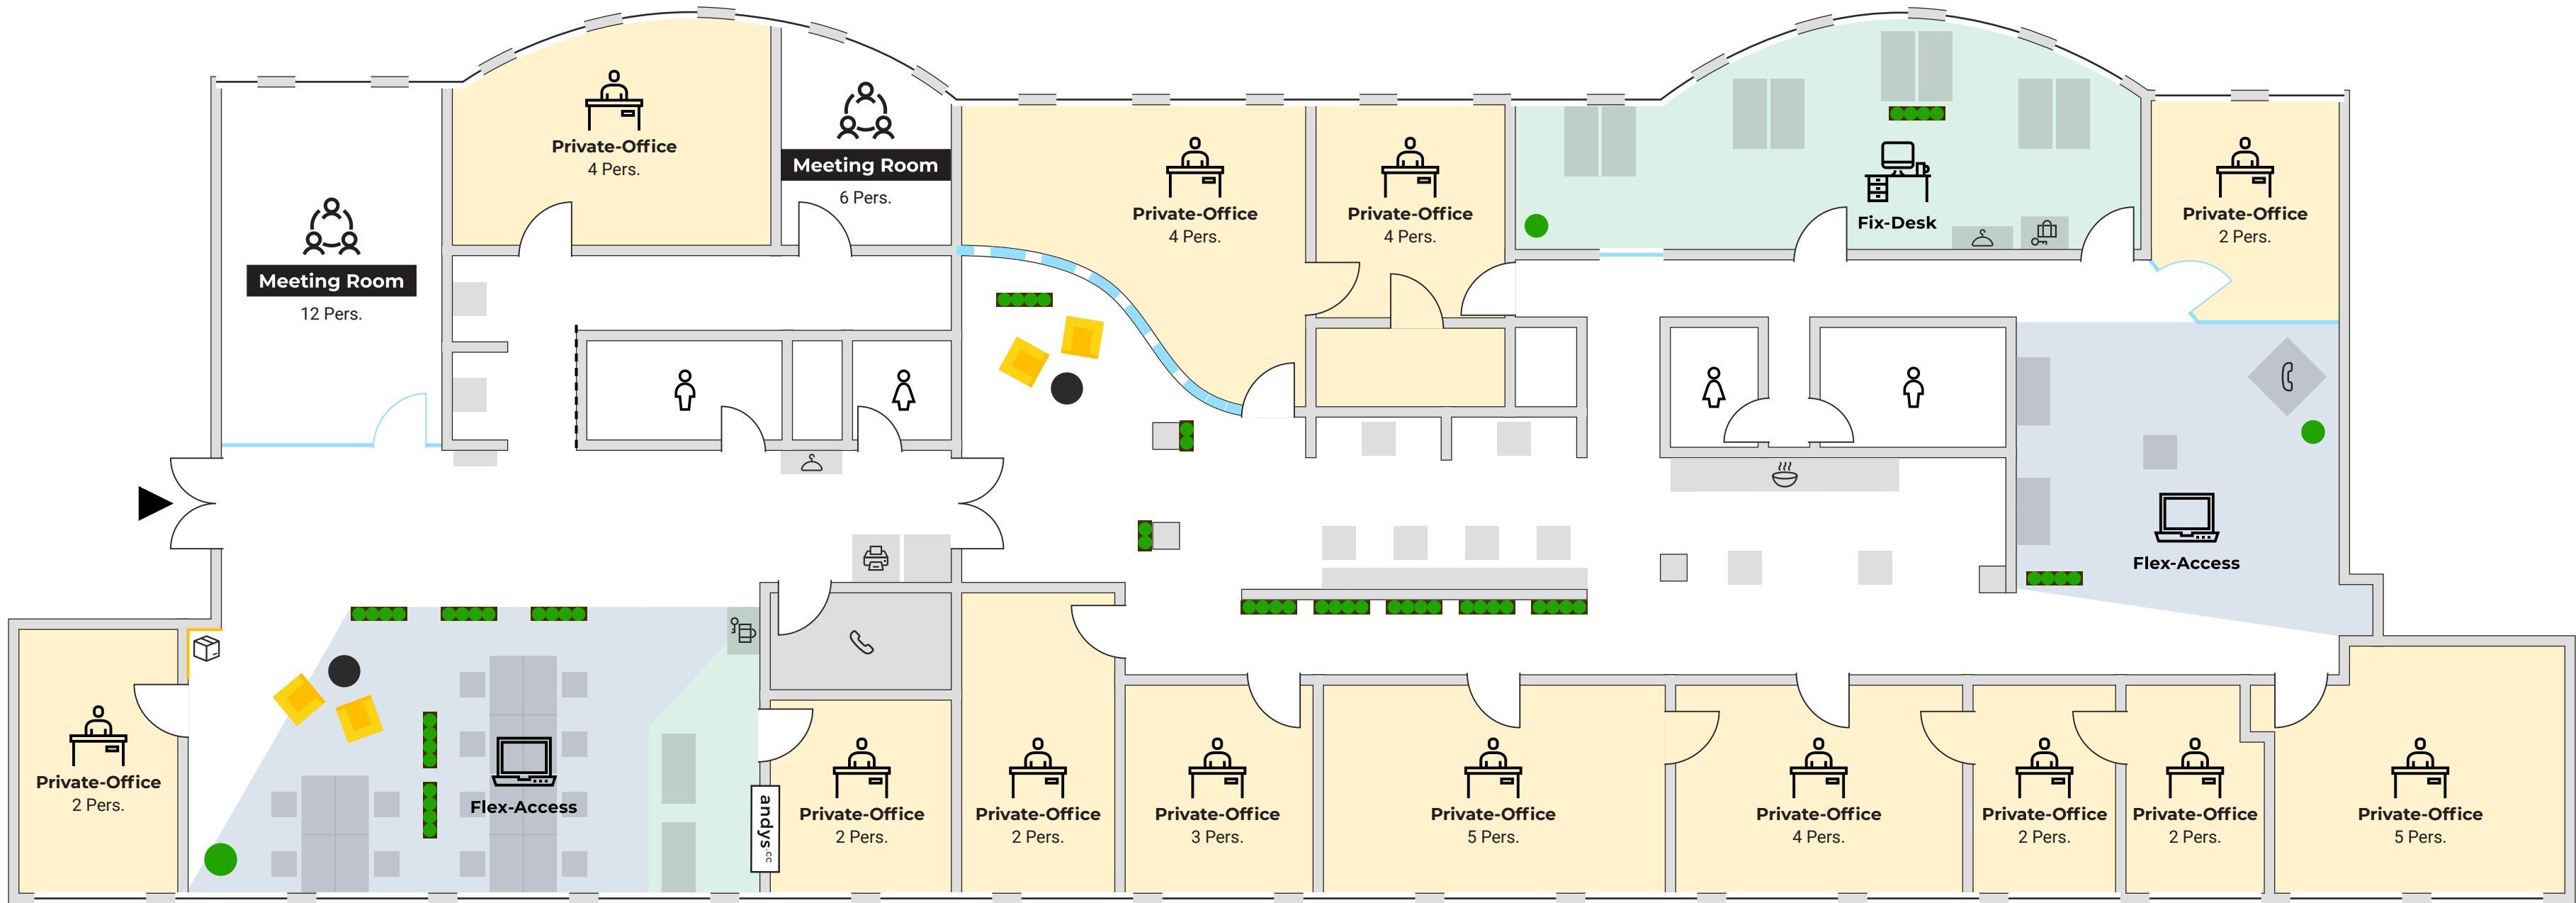 Private-Office
4 Pers.
Meeting Room
6 Pers.
Meeting Room
12 Pers.
Private-Office
4 Pers.
Private-Office
4 Pers.
Fix-Desk
Private-Office
2 Pers.
Flex-Access
Private-Office
2 Pers.
Flex-Access
andys.cc
Private-Office
2 Pers.
Private-Office
2 Pers.
Private-Office
3 Pers.
Private-Office
5 Pers.
Private-Office
4 Pers.
Private-Office
2 Pers.
Private-Office
2 Pers.
Private-Office
5 Pers.